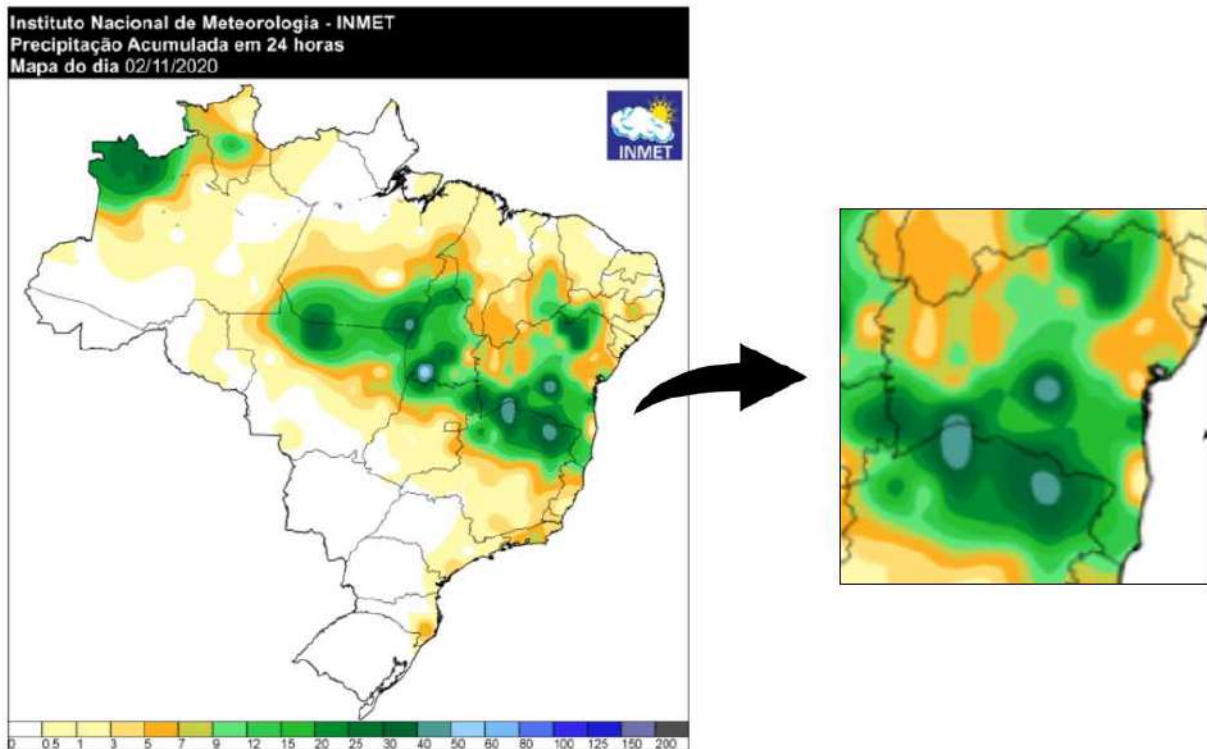 Instituto Nacional de Meteorologia - INMET
Precipitação Acumulada em 24 horas
Mapa do dia 02/11/2020
INMET
0 0.5 1 3 5 7 9 12 15 20 25 30 40 50 60 80 100 125 150 200